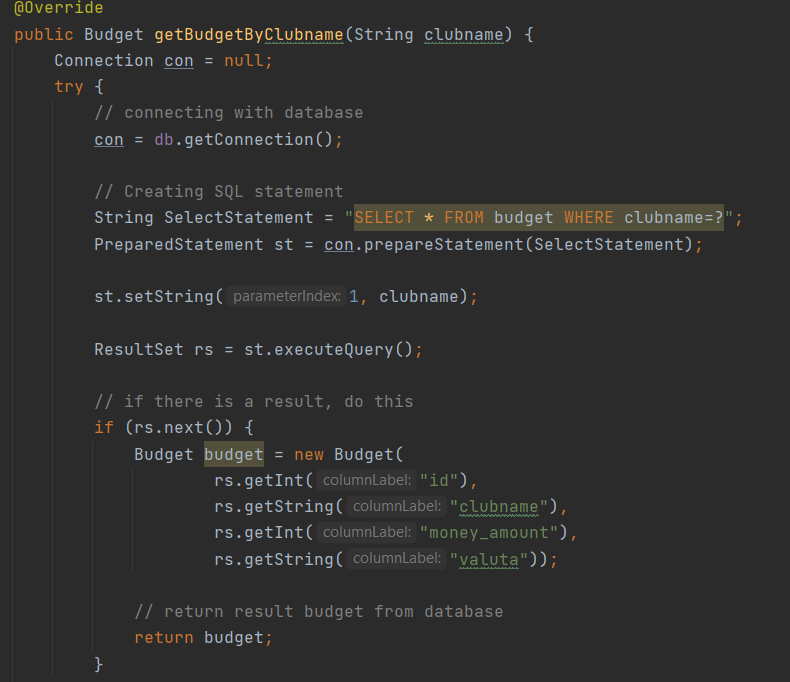 @Override
public Budget getBudgetByClubname(String clubname) {
Connection con = null;
try {
// connecting with database
con = db.getConnection();
// Creating SQL statement
String SelectStatement = "SELECT * FROM budget WHERE clubname=?";
PreparedStatement st = con.prepareStatement(SelectStatement);
st.setString( parameterIndex: 1, clubname);
ResultSet rs = st.executeQuery();
// if there is a result, do this
if (rs.next()) {
Budget budget = new Budget(
rs.getInt( columnLabel: "id"),
rs.getString( columnLabel: "clubname"),
rs.getInt( columnLabel: "money_amount"),
rs.getString( columnLabel: "valuta"));
// return result budget from database
return budget;
}